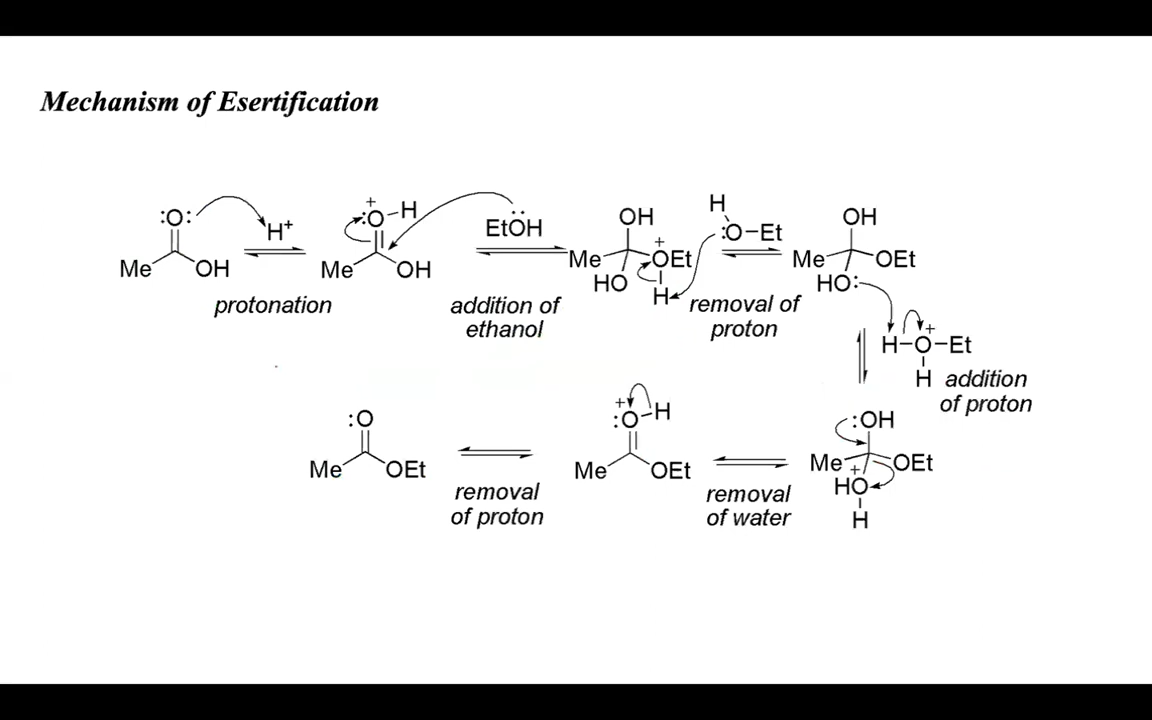 Mechanism of Esertification
:O:
Me
OH
H+
protonation
+
:O-H
Me
OH
EtOH
addition of
ethanol
OH
Me
+
OEt
HO
H
H
:O-Et
removal of
proton
OH
Me
OEt
HO:
H-O-Et
+
H
addition
of proton
:OH
Me
OEt
+
HO
H
removal
of water
+
:O-H
Me
OEt
removal
of proton
:O
Me
OEt